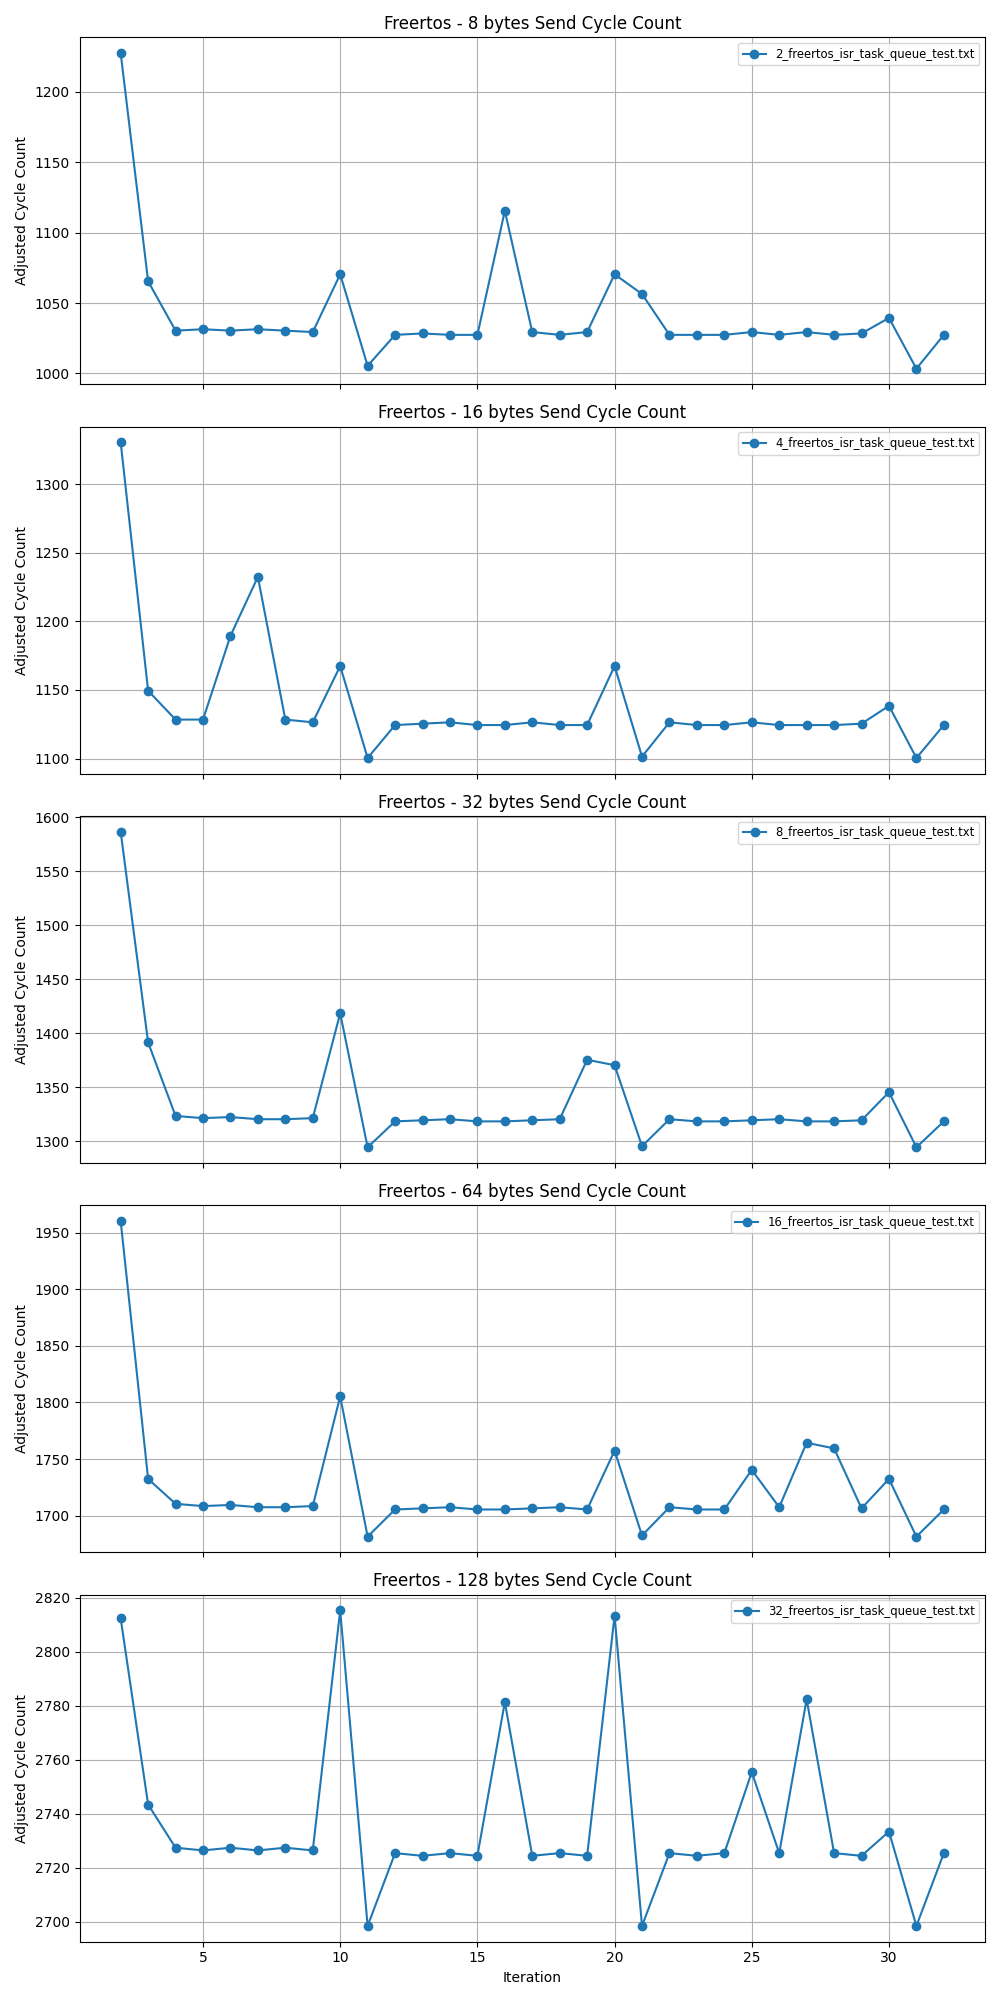 Freertos - 8 bytes Send Cycle Count
2_freertos_isr_task_queue_test.txt
Adjusted Cycle Count
1200
1150
1100
1050
1000
Freertos - 16 bytes Send Cycle Count
4_freertos_isr_task_queue_test.txt
Adjusted Cycle Count
1300
1250
1200
1150
1100
Freertos - 32 bytes Send Cycle Count
8_freertos_isr_task_queue_test.txt
Adjusted Cycle Count
1600
1550
1500
1450
1400
1350
1300
Freertos - 64 bytes Send Cycle Count
16_freertos_isr_task_queue_test.txt
Adjusted Cycle Count
1950
1900
1850
1800
1750
1700
Freertos - 128 bytes Send Cycle Count
32_freertos_isr_task_queue_test.txt
Adjusted Cycle Count
2820
2800
2780
2760
2740
2720
2700
5 10 15 20 25 30
Iteration